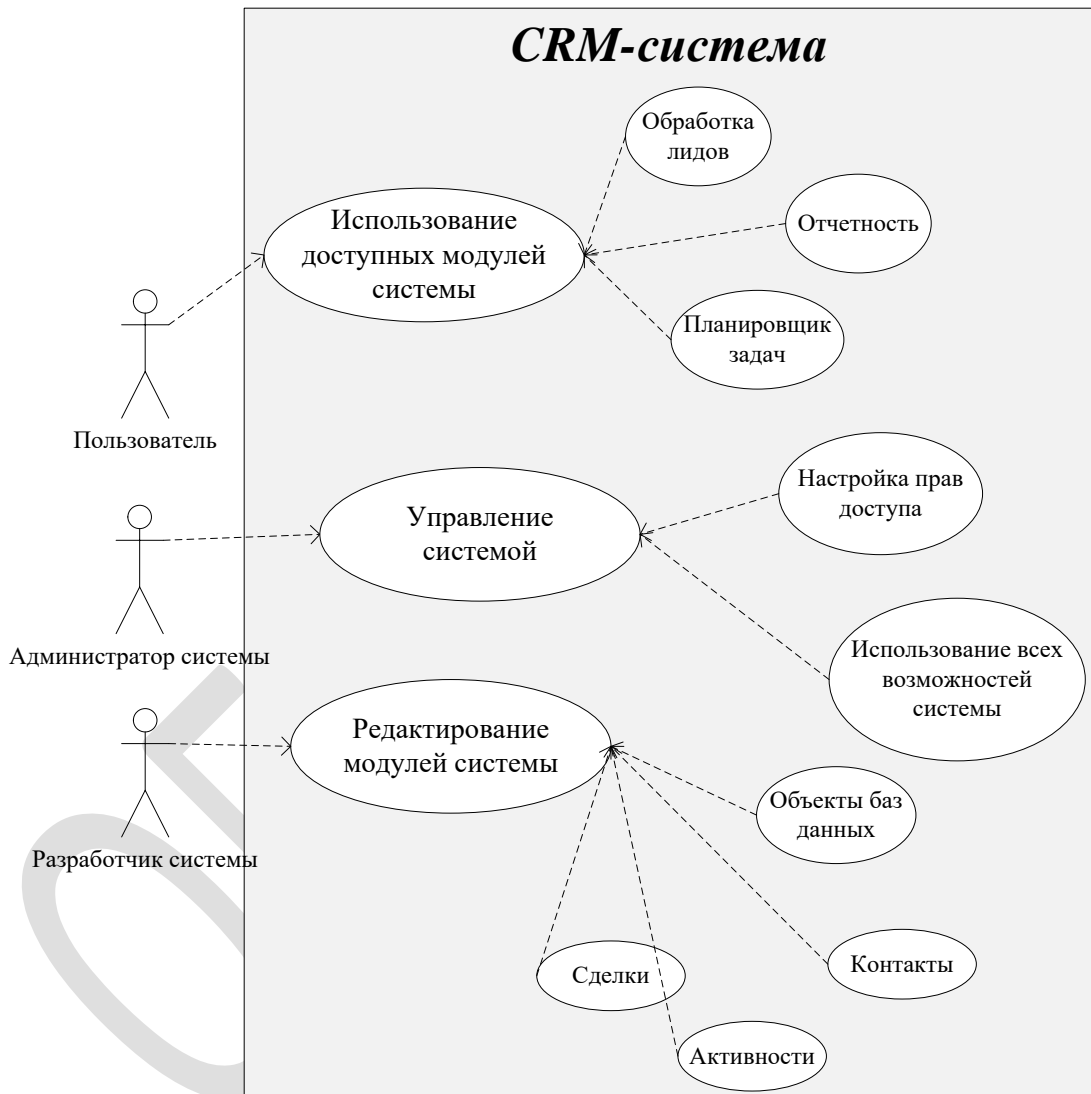 CRM-система
Обработка
лидов
Использование
доступных модулей
системы
Отчетность
Планировщик
задач
Пользователь
Настройка прав
доступа
Управление
системой
Администратор системы
Использование всех
возможностей
системы
Редактирование
модулей системы
Разработчик системы
Объекты баз
данных
Сделки
Контакты
Активности